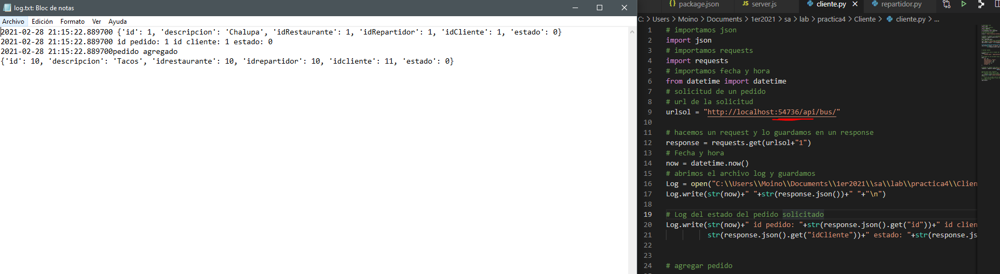 log.txt: Bloc de notas
Archivo Edición Formato Ver Ayuda
2021-02-28 21:15:22.889700 {'id': 1, 'descripcion': 'Chalupa', 'idRestaurante': 1, 'idRepartidor': 1, 'idCliente': 1, 'estado': 0}
2021-02-28 21:15:22.889700 id pedido: 1 id cliente: 1 estado: 0
2021-02-28 21:15:22.889700pedido agregado
{'id': 10, 'descripcion': 'Tacos', 'idrestaurante': 10, 'idrepartidor': 10, 'idcliente': 11, 'estado': 0}
{} package.json JS server.js cliente.py repartidor.py
C: > Users > Moino > Documents > 1er2021 > sa > lab > practica4 > Cliente > cliente.py > ...
1 # importamos json
2 import json
3 # importamos requests
4 import requests
5 # importamos fecha y hora
6 from datetime import datetime
7 # solicitud de un pedido
8 # url de la solicitud
9 urlsol = "http://localhost:54736/api/bus/"
10
11 # hacemos un request y lo guardamos en un response
12 response = requests.get(urlsol+"1")
13 # Fecha y hora
14 now = datetime.now()
15 # abrimos el archivo log y guardamos
16 Log = open("C:\\Users\\Moino\\Documents\\1er2021\\sa\\lab\\practica4\\Clien
17 Log.write(str(now)+" "+str(response.json())+" "+"\n")
18
19 # Log del estado del pedido solicitado
20 Log.write(str(now)+" id pedido: "+str(response.json().get("id"))+" id clien
21 str(response.json().get("idCliente"))+" estado: "+str(response.js
22
23
24 # agregar pedido